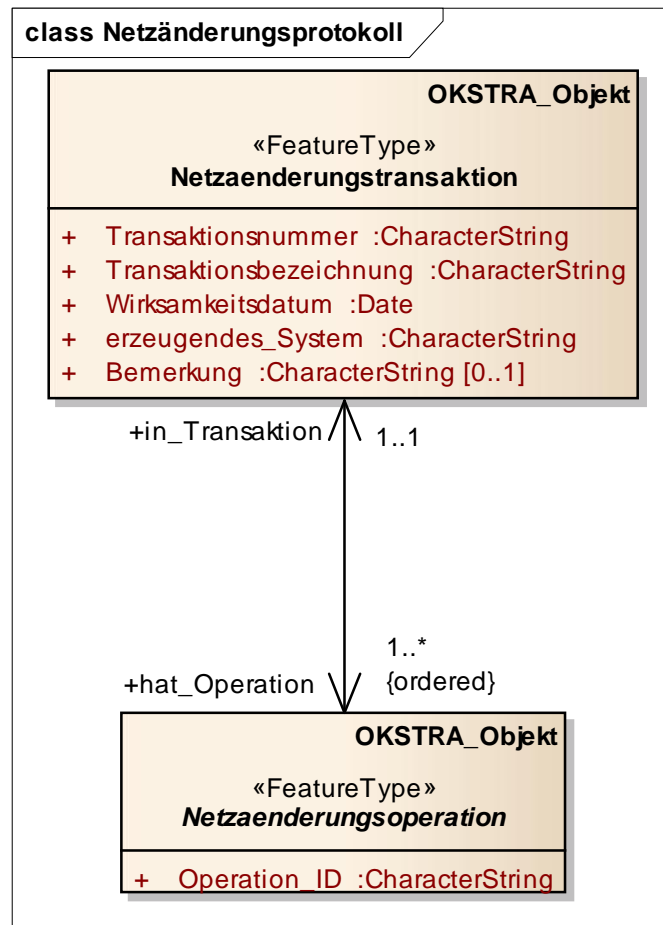 class Netzänderungsprotokoll
OKSTRA_Objekt
«FeatureType»
Netzaenderungstransaktion
+ Transaktionsnummer :CharacterString
+ Transaktionsbezeichnung :CharacterString
+ Wirksamkeitsdatum :Date
+ erzeugendes_System :CharacterString
+ Bemerkung :CharacterString [0..1]
+in_Transaktion 1..1
1..*
+hat_Operation {ordered}
OKSTRA_Objekt
«FeatureType»
Netzaenderungsoperation
+ Operation_ID :CharacterString